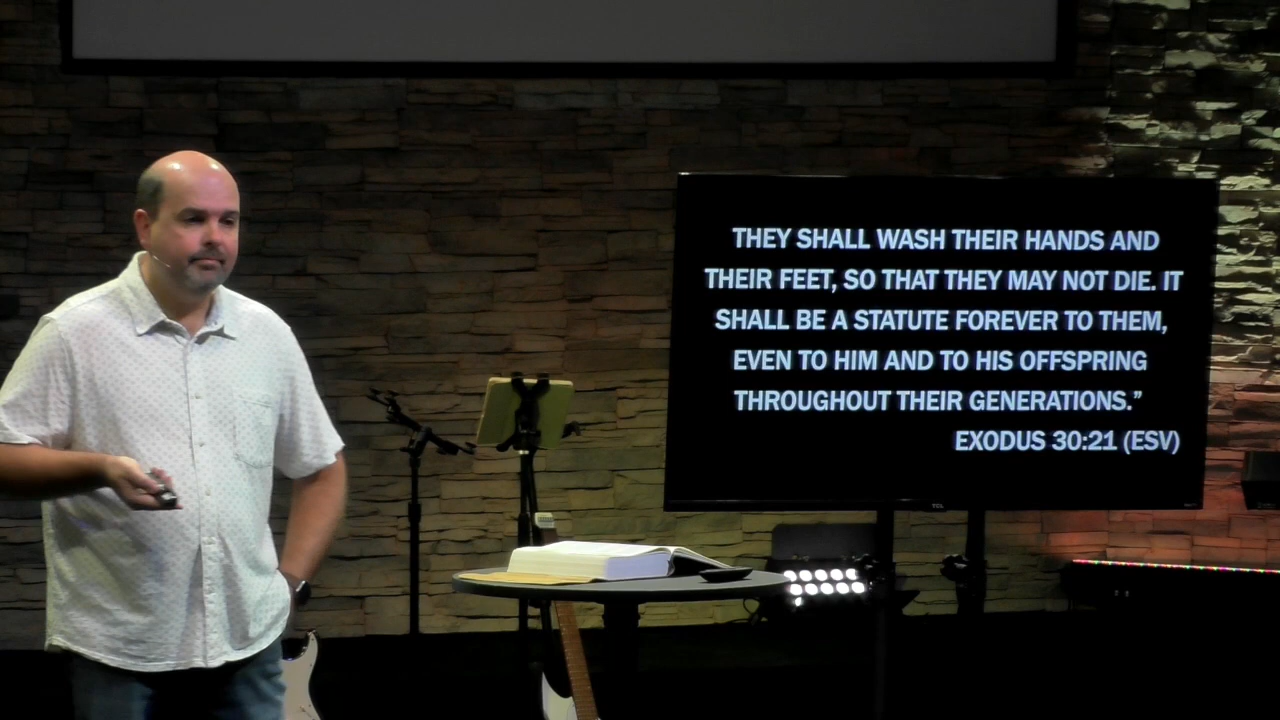 THEY SHALL WASH THEIR HANDS AND
THEIR FEET, SO THAT THEY MAY NOT DIE. IT
SHALL BE A STATUTE FOREVER TO THEM,
EVEN TO HIM AND TO HIS OFFSPRING
THROUGHOUT THEIR GENERATIONS.”
EXODUS 30:21 (ESV)
TCL